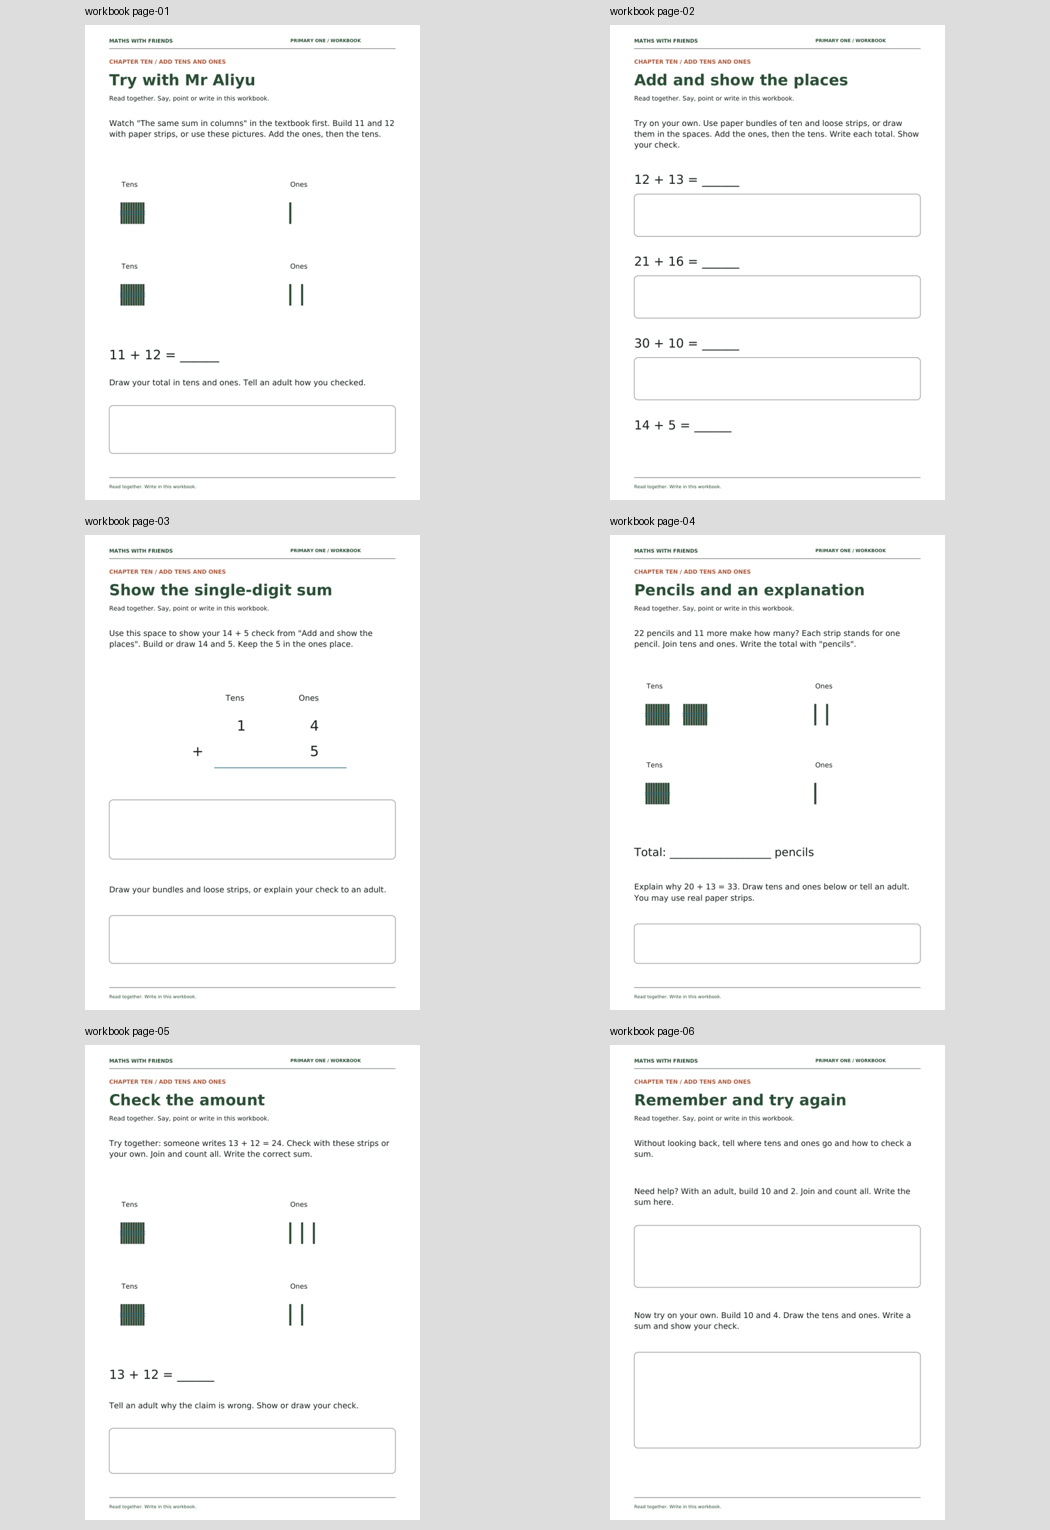 workbook page-01
MATHS WITH FRIENDS
PRIMARY ONE / WORKBOOK
CHAPTER TEN / ADD TENS AND ONES
Try with Mr Aliyu
Read together. Say, point or write in this workbook.
Watch "The same sum in columns" in the textbook first. Build 11 and 12
with paper strips, or use these pictures. Add the ones, then the tens.
Tens Ones
Tens Ones
11 + 12 = ______
Draw your total in tens and ones. Tell an adult how you checked.
Read together. Write in this workbook.
workbook page-02
MATHS WITH FRIENDS
PRIMARY ONE / WORKBOOK
CHAPTER TEN / ADD TENS AND ONES
Add and show the places
Read together. Say, point or write in this workbook.
Try on your own. Use paper bundles of ten and loose strips, or draw
them in the spaces. Add the ones, then the tens. Write each total. Show
your check.
12 + 13 = ______
21 + 16 = ______
30 + 10 = ______
14 + 5 = ______
Read together. Write in this workbook.
workbook page-03
MATHS WITH FRIENDS
PRIMARY ONE / WORKBOOK
CHAPTER TEN / ADD TENS AND ONES
Show the single-digit sum
Read together. Say, point or write in this workbook.
Use this space to show your 14 + 5 check from "Add and show the
places". Build or draw 14 and 5. Keep the 5 in the ones place.
Tens Ones
1 4
+ 5
Draw your bundles and loose strips, or explain your check to an adult.
Read together. Write in this workbook.
workbook page-04
MATHS WITH FRIENDS
PRIMARY ONE / WORKBOOK
CHAPTER TEN / ADD TENS AND ONES
Pencils and an explanation
Read together. Say, point or write in this workbook.
22 pencils and 11 more make how many? Each strip stands for one
pencil. Join tens and ones. Write the total with "pencils".
Tens Ones
Tens Ones
Total: ________________ pencils
Explain why 20 + 13 = 33. Draw tens and ones below or tell an adult.
You may use real paper strips.
Read together. Write in this workbook.
workbook page-05
MATHS WITH FRIENDS
PRIMARY ONE / WORKBOOK
CHAPTER TEN / ADD TENS AND ONES
Check the amount
Read together. Say, point or write in this workbook.
Try together: someone writes 13 + 12 = 24. Check with these strips or
your own. Join and count all. Write the correct sum.
Tens Ones
Tens Ones
13 + 12 = ______
Tell an adult why the claim is wrong. Show or draw your check.
Read together. Write in this workbook.
workbook page-06
MATHS WITH FRIENDS
PRIMARY ONE / WORKBOOK
CHAPTER TEN / ADD TENS AND ONES
Remember and try again
Read together. Say, point or write in this workbook.
Without looking back, tell where tens and ones go and how to check a
sum.
Need help? With an adult, build 10 and 2. Join and count all. Write the
sum here.
Now try on your own. Build 10 and 4. Draw the tens and ones. Write a
sum and show your check.
Read together. Write in this workbook.